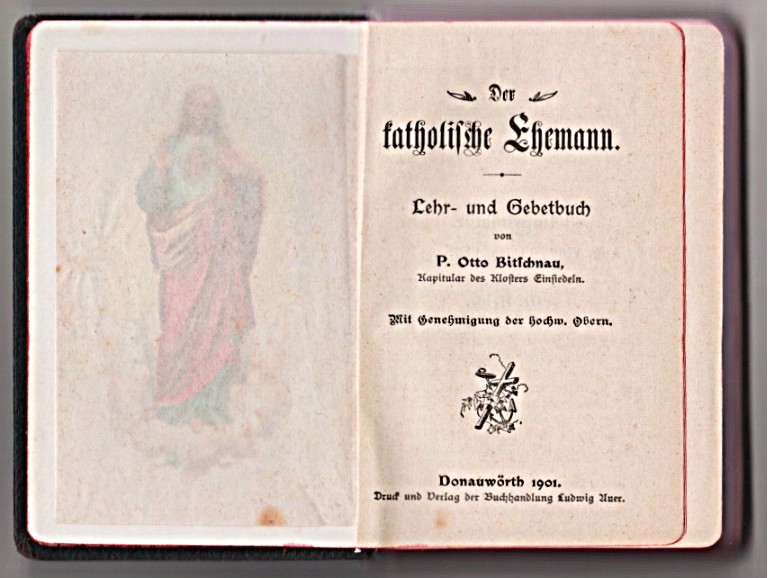 Der
katholische Ehemann.
Lehr- und Gebetbuch
von
P. Otto Bitschnau,
Kapitular des Klosters Einsiedeln.
Mit Genehmigung der hochw. Obern.
Donauwörth 1901.
Druck und Verlag der Buchhandlung Ludwig Auer.